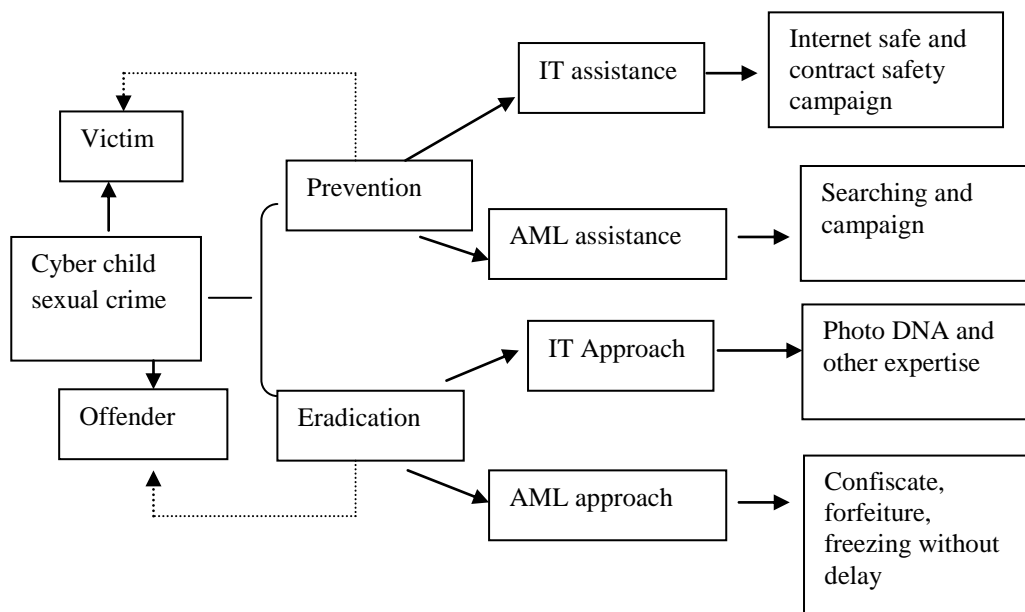 Victim
Cyber child
sexual crime
Offender
Prevention
Eradication
IT assistance
AML assistance
IT Approach
AML approach
Internet safe and
contract safety
campaign
Searching and
campaign
Photo DNA and
other expertise
Confiscate,
forfeiture,
freezing without
delay